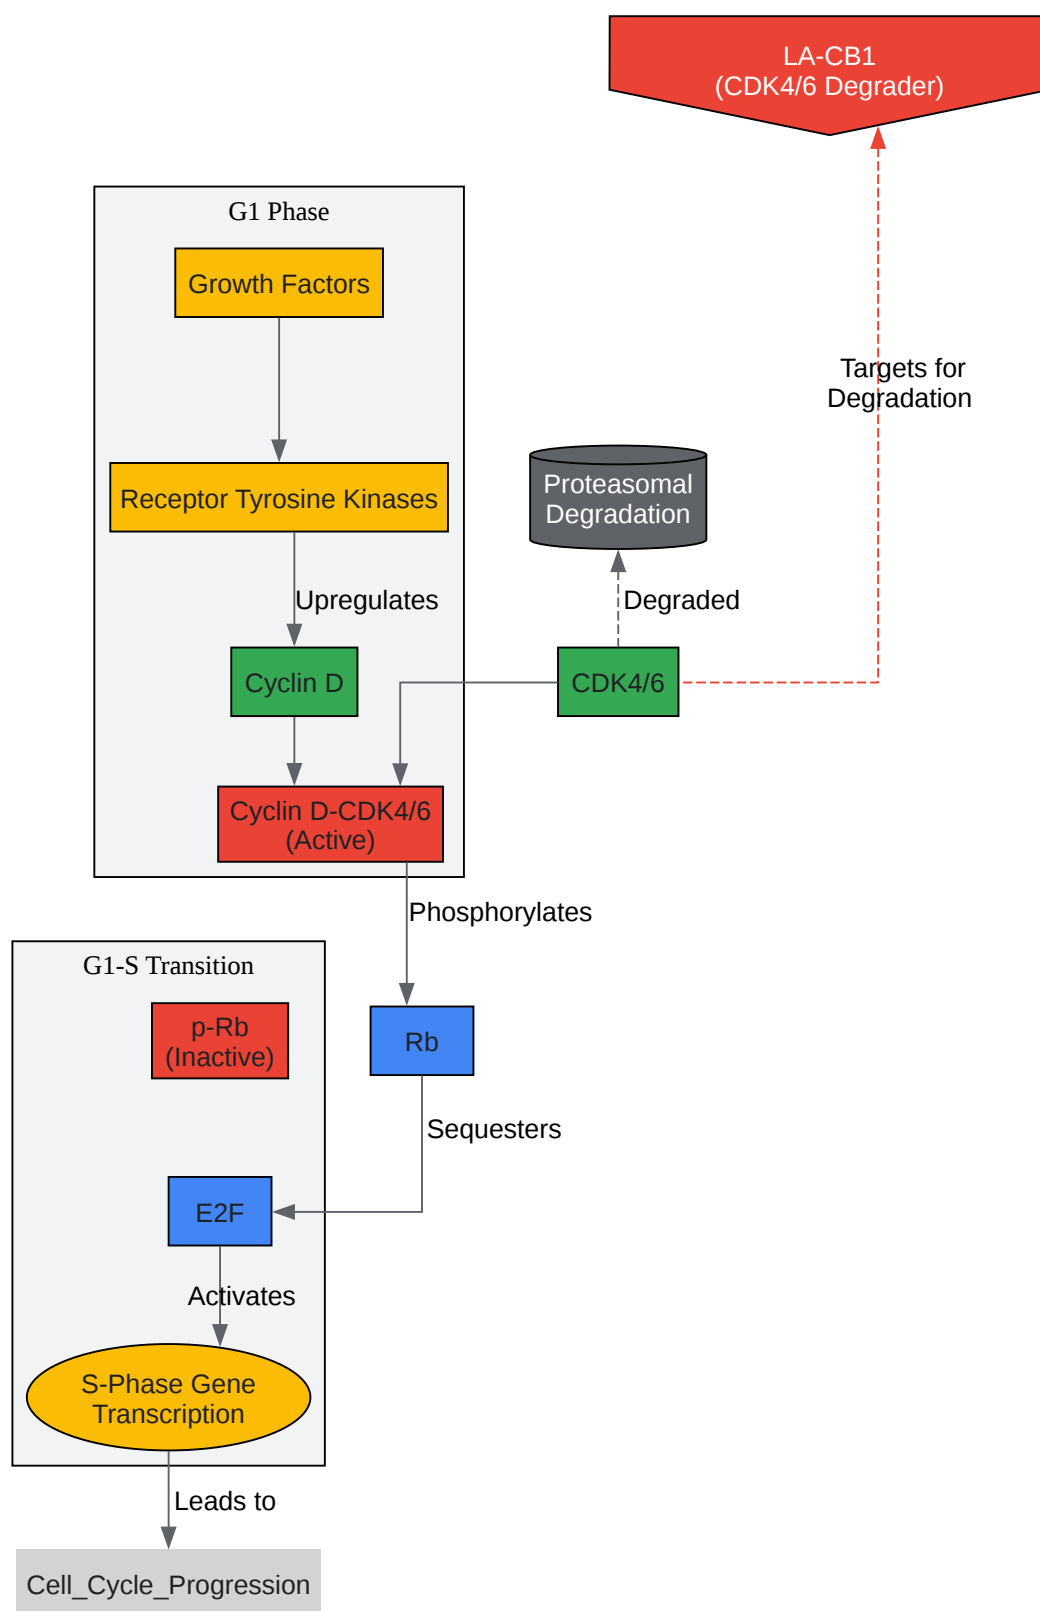 LA-CB1
(CDK4/6 Degrader)
G1 Phase
Growth Factors
Targets for
Degradation
Receptor Tyrosine Kinases
Proteasomal
Degradation
Upregulates
Degraded
Cyclin D
CDK4/6
Cyclin D-CDK4/6
(Active)
Phosphorylates
G1-S Transition
p-Rb
(Inactive)
Rb
Sequesters
E2F
Activates
S-Phase Gene
Transcription
Leads to
Cell_Cycle_Progression